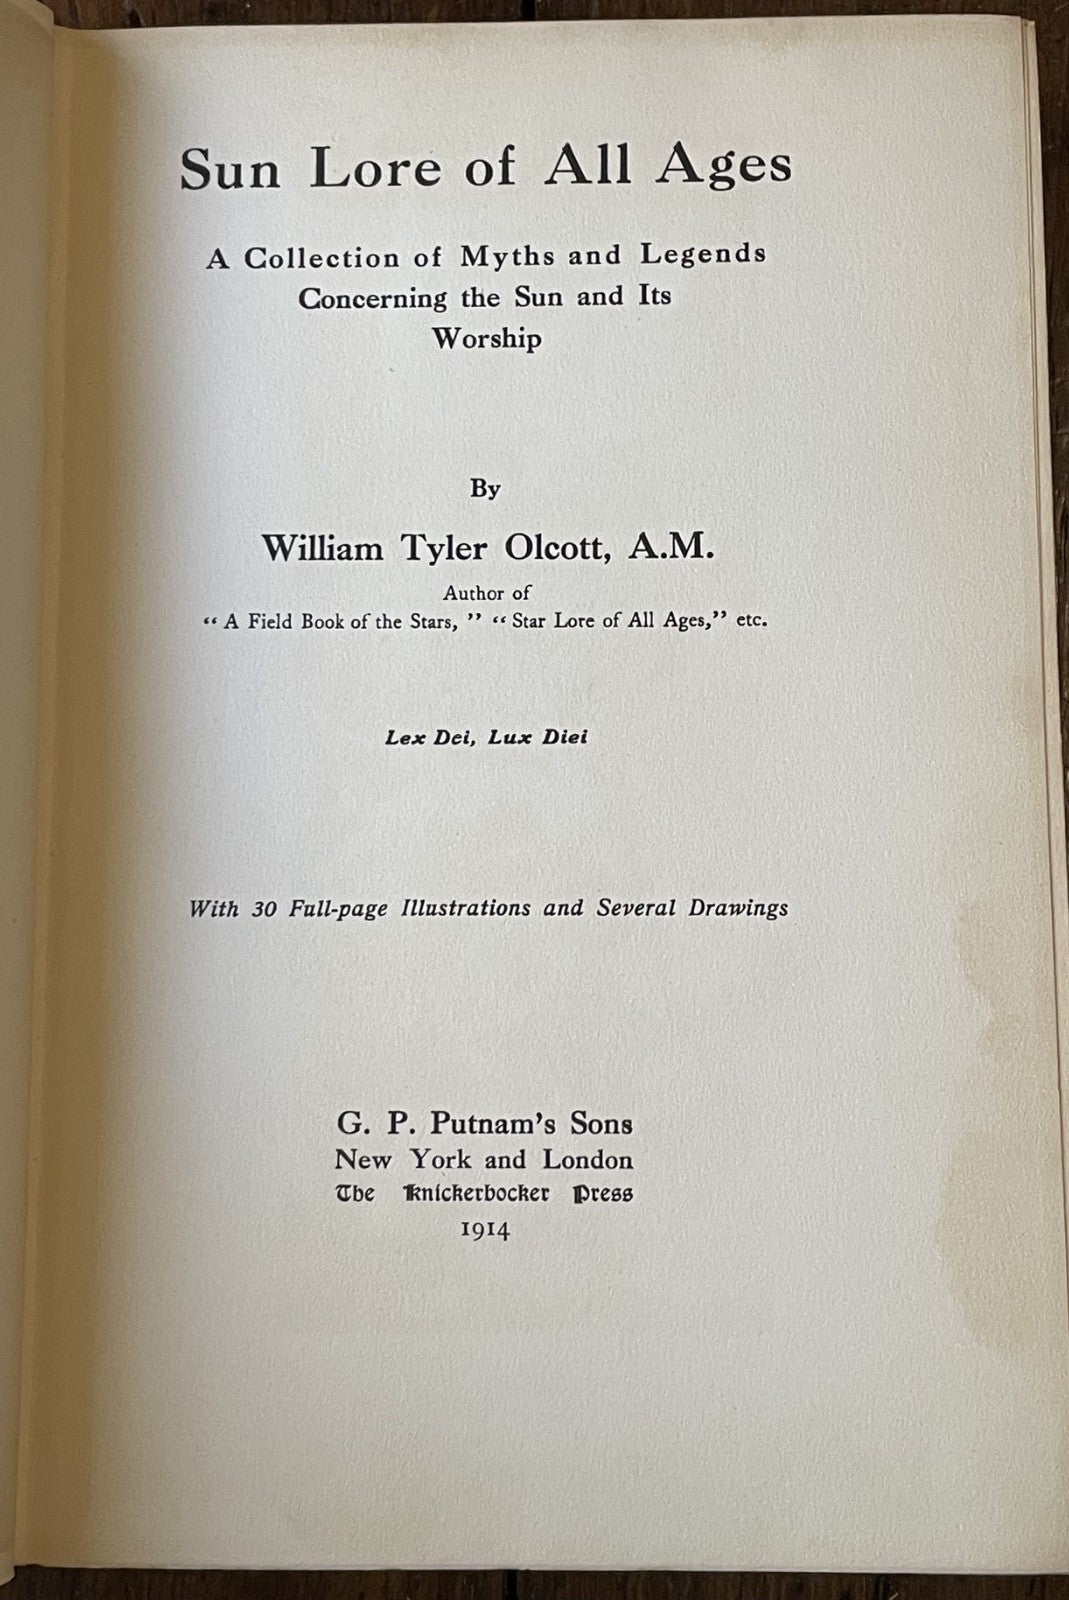 Sun Lore of All Ages
A Collection of Myths and Legends
Concerning the Sun and Its
Worship
By
William Tyler Olcott, A.M.
Author of
“ A Field Book of the Stars, ” “ Star Lore of All Ages,” etc.
Lex Dei, Lux Diei
With 30 Full-page Illustrations and Several Drawings
G. P. Putnam’s Sons
New York and London
The Knickerbocker Press
1914